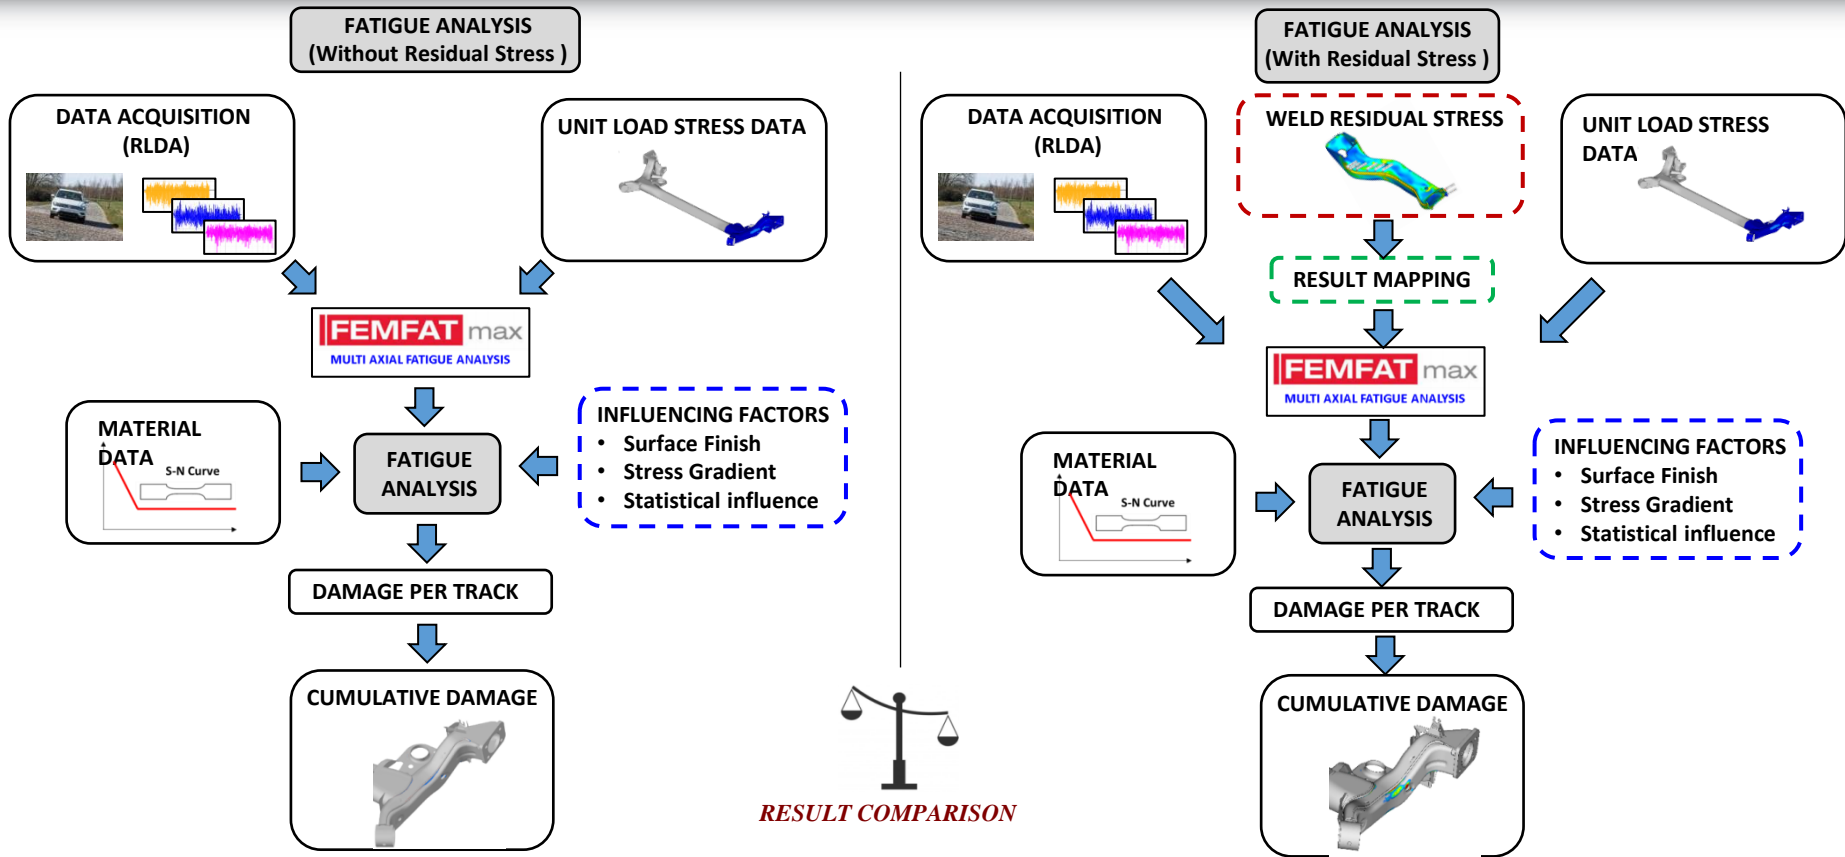 FATIGUE ANALYSIS
(Without Residual Stress )
DATA ACQUISITION
(RLDA)
UNIT LOAD STRESS DATA
FEMFAT max
MULTI AXIAL FATIGUE ANALYSIS
MATERIAL
DATA
S-N Curve
FATIGUE
ANALYSIS
INFLUENCING FACTORS
• Surface Finish
• Stress Gradient
• Statistical influence
DAMAGE PER TRACK
CUMULATIVE DAMAGE
RESULT COMPARISON
FATIGUE ANALYSIS
(With Residual Stress )
DATA ACQUISITION
(RLDA)
WELD RESIDUAL STRESS
UNIT LOAD STRESS
DATA
RESULT MAPPING
FEMFAT max
MULTI AXIAL FATIGUE ANALYSIS
MATERIAL
DATA
S-N Curve
FATIGUE
ANALYSIS
INFLUENCING FACTORS
• Surface Finish
• Stress Gradient
• Statistical influence
DAMAGE PER TRACK
CUMULATIVE DAMAGE